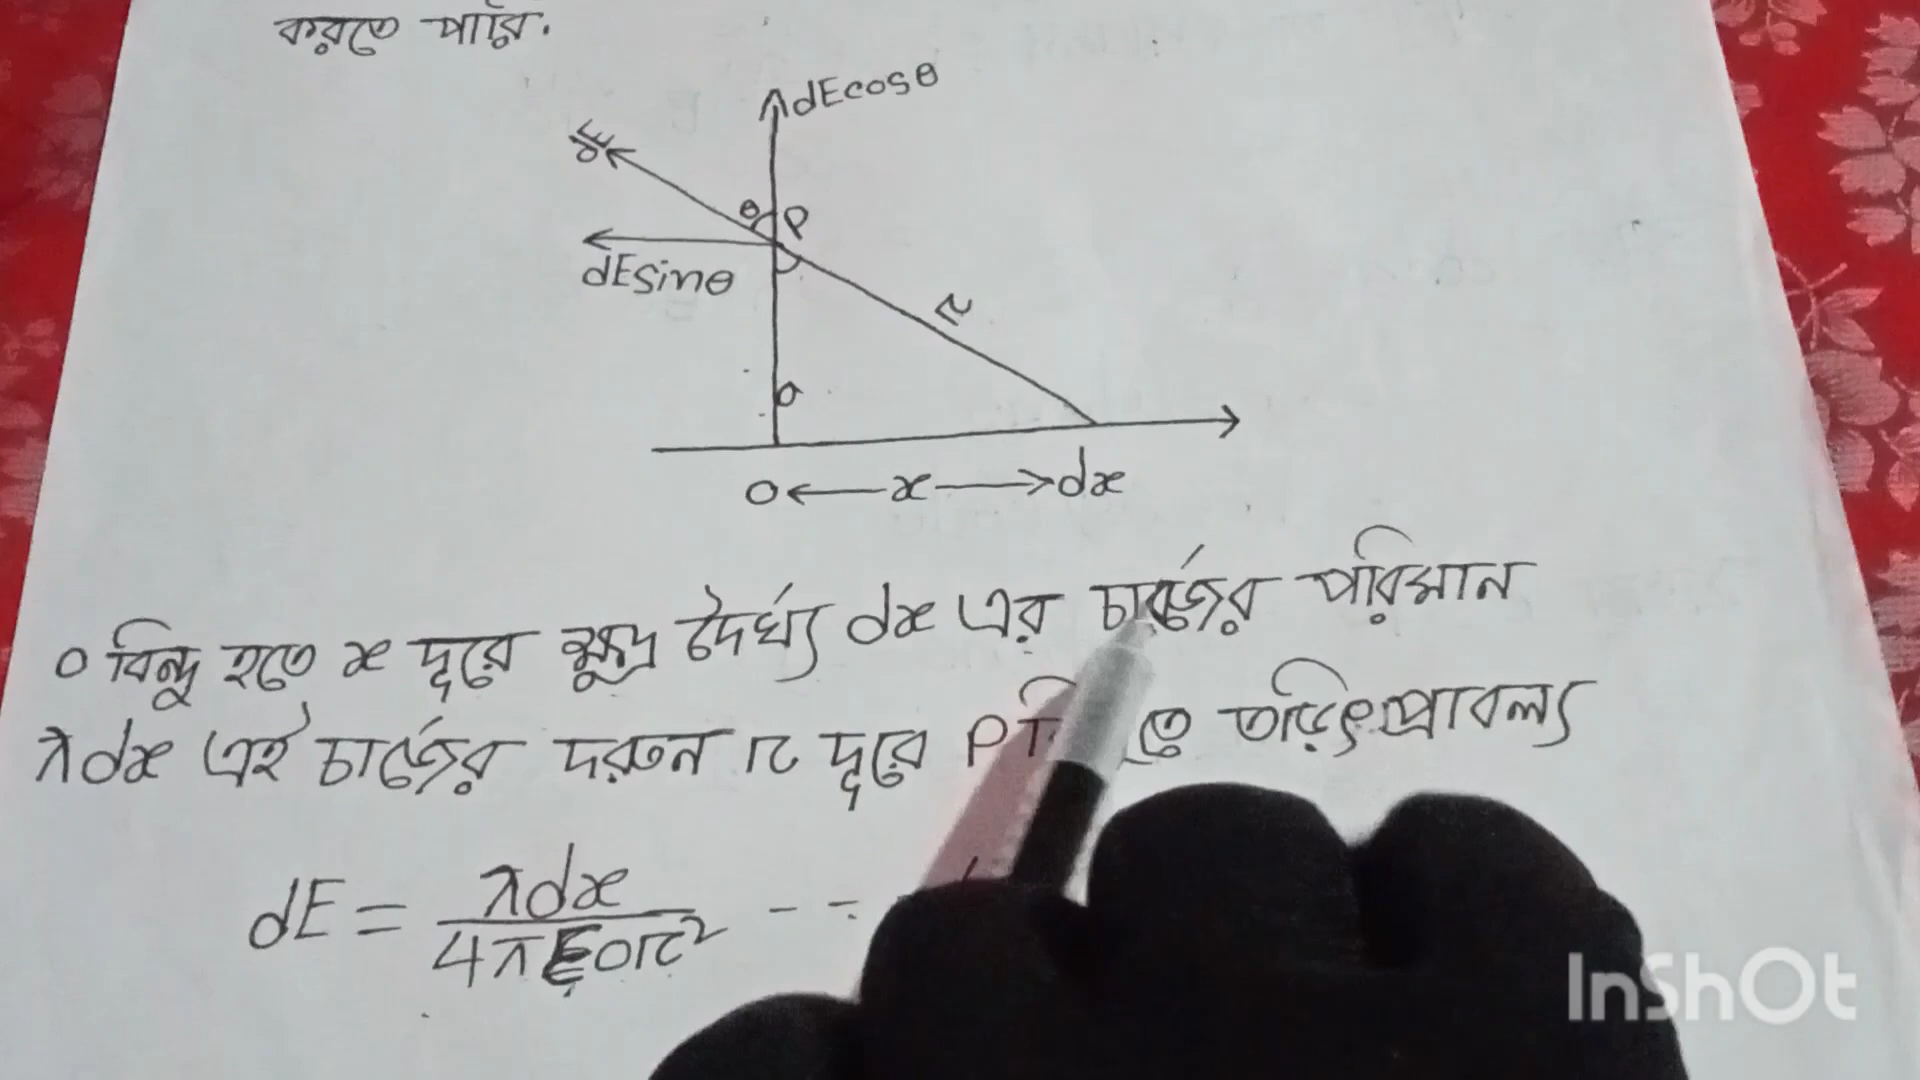 করতে পারি.
dEcosθ
dE
θ P
dEsinθ
r
a
O ← x → dx
০ বিন্দু হতে x দূরে ক্ষুদ্র দৈর্ঘ্য dx এর চার্জের পরিমান
λdx এই চার্জের দরুন r দূরে P তে তড়িৎপ্রাবল্য
dE = λdx / 4πε0r² - -
InShOt